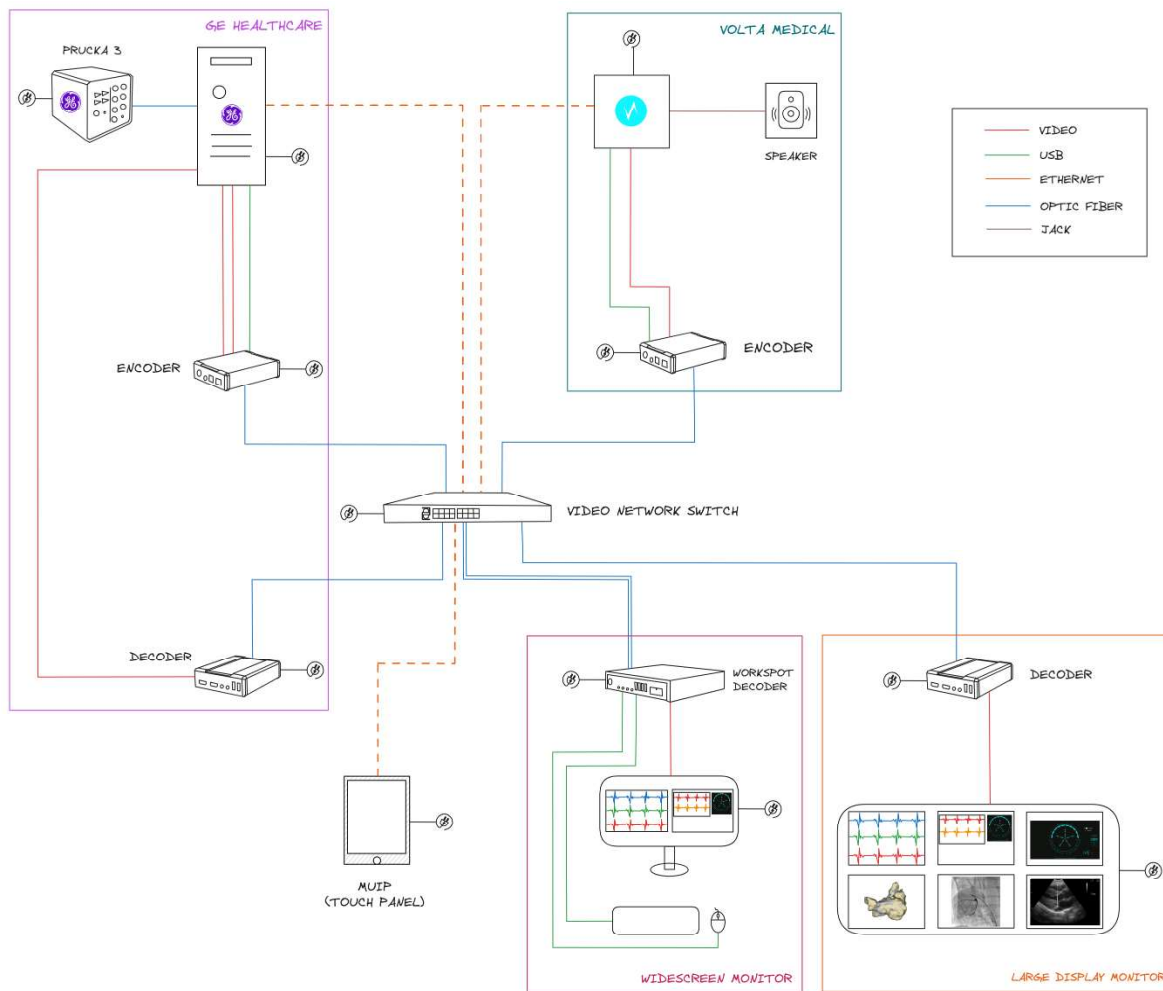 GE HEALTHCARE
VOLTA MEDICAL
PRUCKA 3
SPEAKER
VIDEO
USB
ETHERNET
OPTIC FIBER
JACK
ENCODER
ENCODER
VIDEO NETWORK SWITCH
DECODER
WORKSPOT
DECODER
DECODER
MUIP
(TOUCH PANEL)
WIDESCREEN MONITOR
LARGE DISPLAY MONITOR